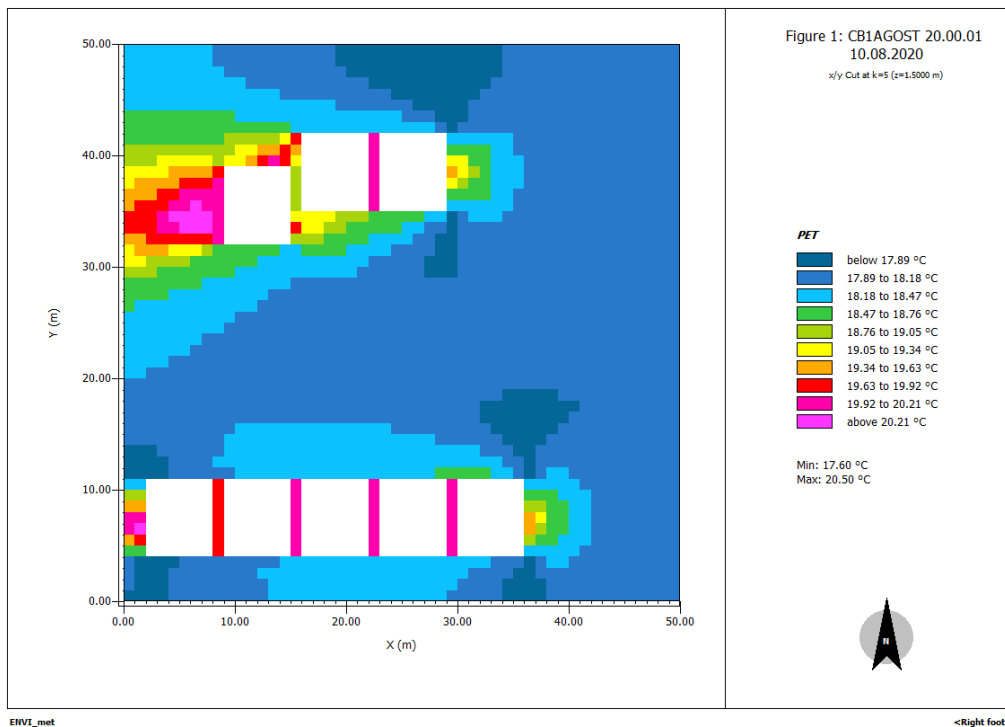 Figure 1: CB1AGOST 20.00.01
10.08.2020
x/y Cut at k=5 (z=1.5000 m)
50.00
40.00
30.00
20.00
10.00
0.00
Y (m)
0.00 10.00 20.00 30.00 40.00 50.00
X (m)
PET
below 17.89 °C
17.89 to 18.18 °C
18.18 to 18.47 °C
18.47 to 18.76 °C
18.76 to 19.05 °C
19.05 to 19.34 °C
19.34 to 19.63 °C
19.63 to 19.92 °C
19.92 to 20.21 °C
above 20.21 °C
Min: 17.60 °C
Max: 20.50 °C
N
ENVI_met
<Right foot